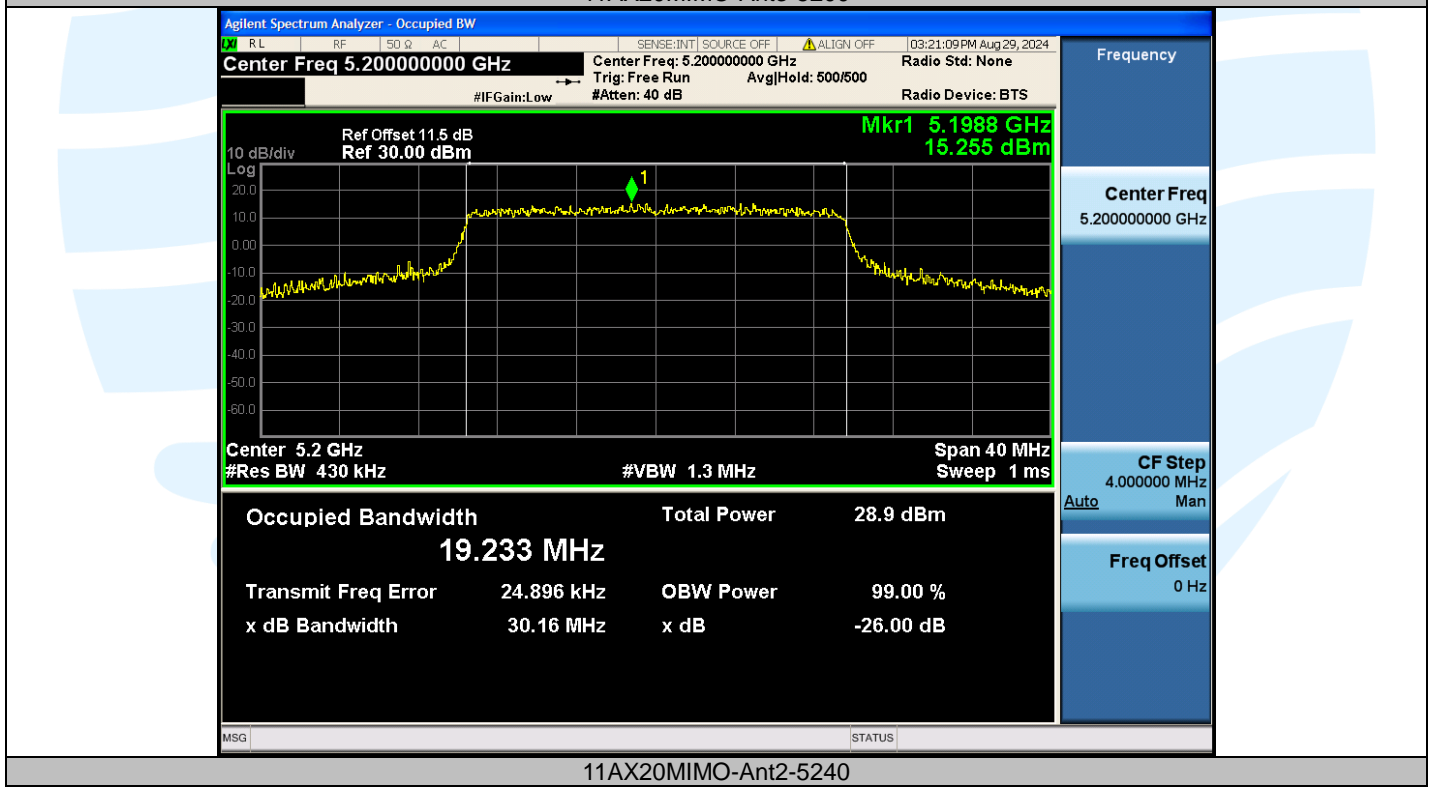 Agilent Spectrum Analyzer - Occupied BW
LXI RL RF 50 Ω AC SENSE:INT SOURCE OFF ALIGN OFF 03:21:09 PM Aug 29, 2024
Center Freq 5.200000000 GHz
Center Freq: 5.200000000 GHz Radio Std: None
Trig: Free Run Avg|Hold: 500/500
#IFGain:Low #Atten: 40 dB Radio Device: BTS
Frequency
Mkr1 5.1988 GHz
Ref Offset 11.5 dB
15.255 dBm
10 dB/div Ref 30.00 dBm
Log
1
20.0
10.0
0.00
-10.0
-20.0
-30.0
-40.0
-50.0
-60.0
Center 5.2 GHz Span 40 MHz
#Res BW 430 kHz #VBW 1.3 MHz Sweep 1 ms
Center Freq
5.200000000 GHz
CF Step
4.000000 MHz
Auto Man
Freq Offset
0 Hz
Occupied Bandwidth Total Power 28.9 dBm
19.233 MHz
Transmit Freq Error 24.896 kHz OBW Power 99.00 %
x dB Bandwidth 30.16 MHz x dB -26.00 dB
MSG STATUS
11AX20MIMO-Ant2-5240